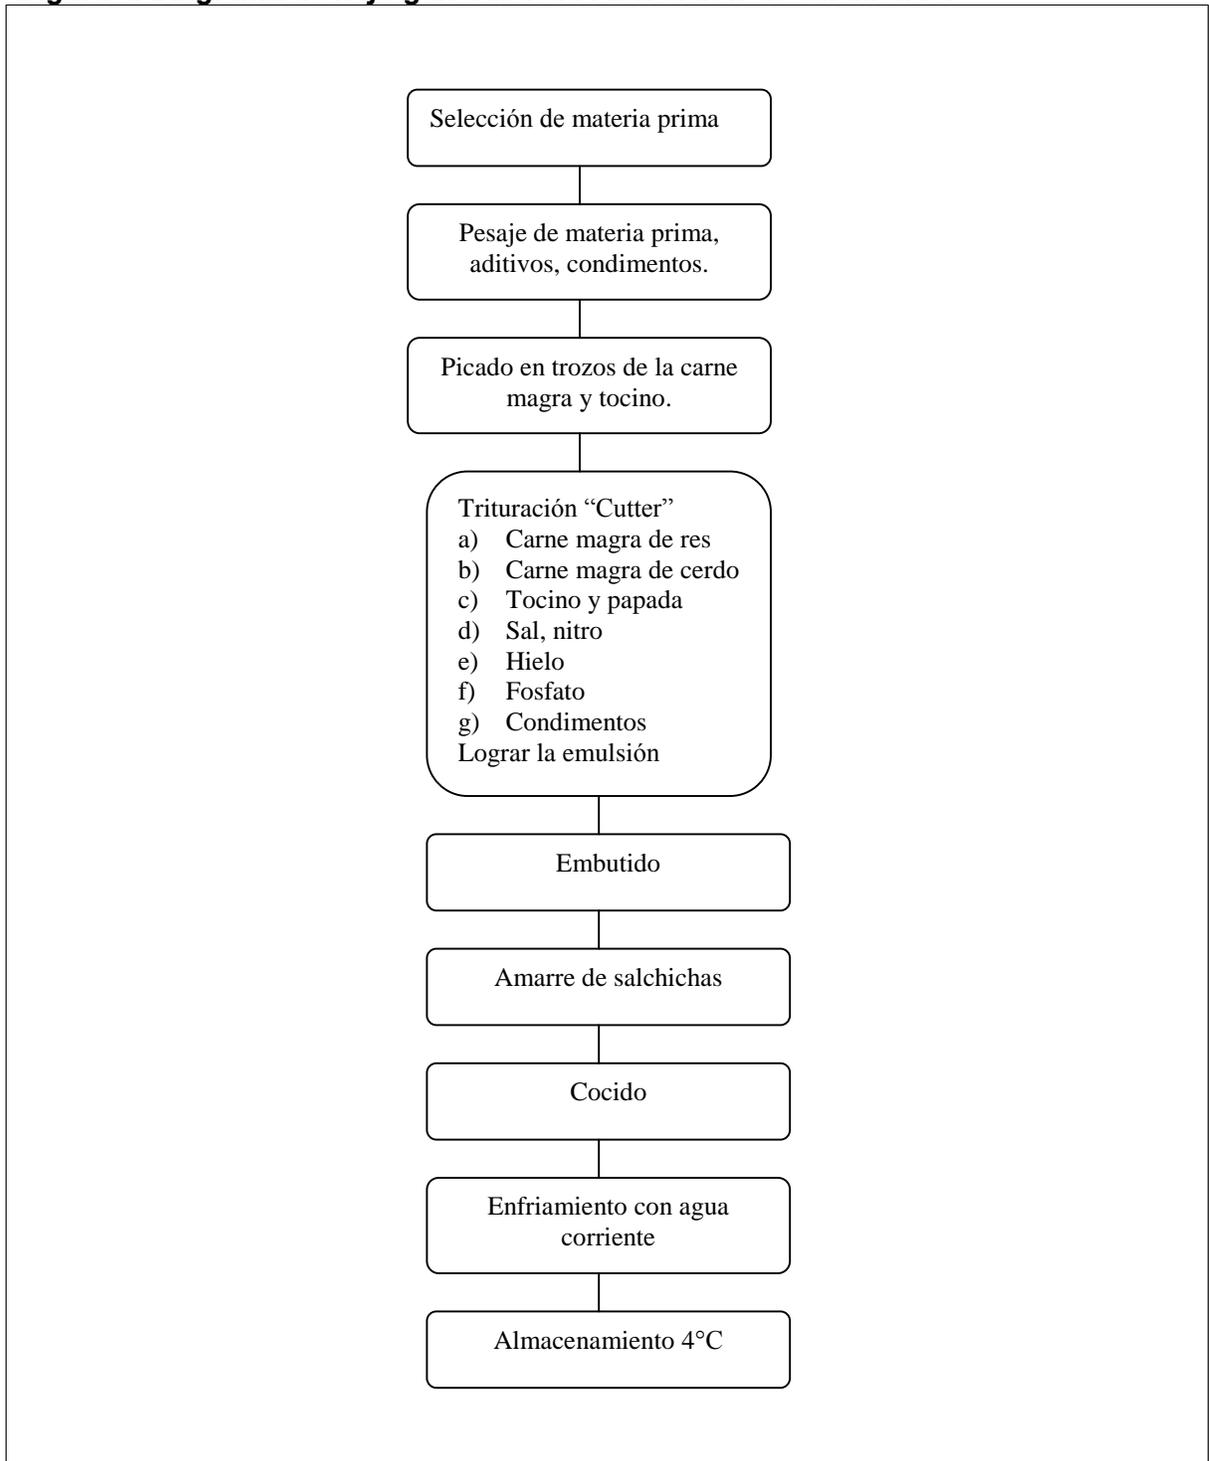 Selección de materia prima
Pesaje de materia prima,
aditivos, condimentos.
Picado en trozos de la carne
magra y tocino.
Trituración “Cutter”
a) Carne magra de res
b) Carne magra de cerdo
c) Tocino y papada
d) Sal, nitro
e) Hielo
f) Fosfato
g) Condimentos
Lograr la emulsión
Embutido
Amarre de salchichas
Cocido
Enfriamiento con agua
corriente
Almacenamiento 4°C